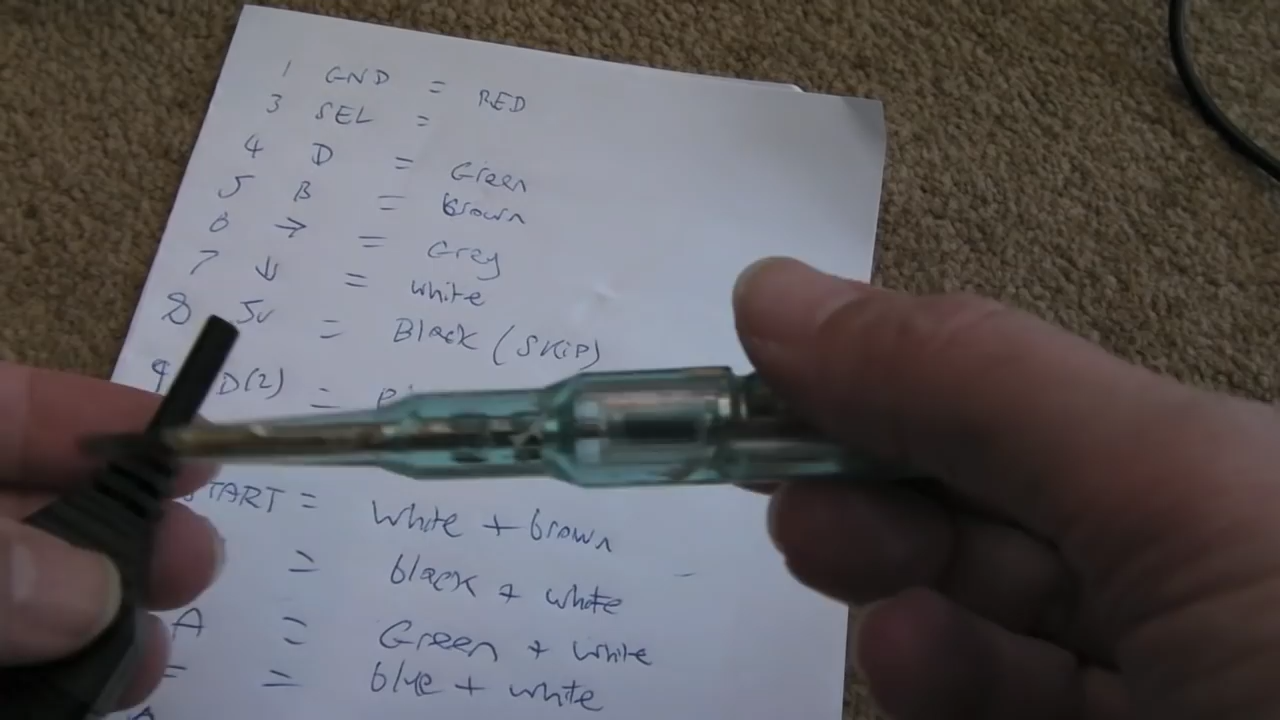 1 GND = RED
3 SEL =
4 D = Green
5 B = Brown
6 → = Grey
7 ↓ = white
8 5v = Black (SKIP)
9 D(2) =
START = white + brown
= black + white
A = Green + white
= blue + white